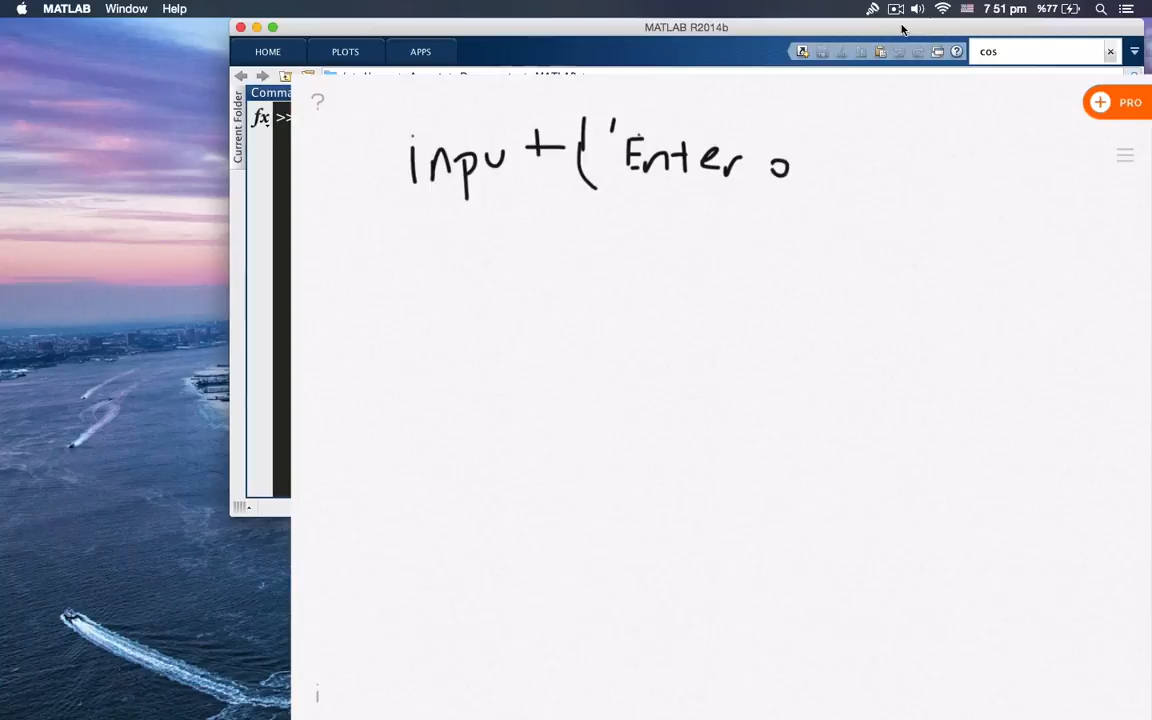 MATLAB Window Help 7 51 pm %77
MATLAB R2014b
HOME PLOTS APPS cos
Comma
Current Folder
fx >>
? PRO
input('Enter o
i